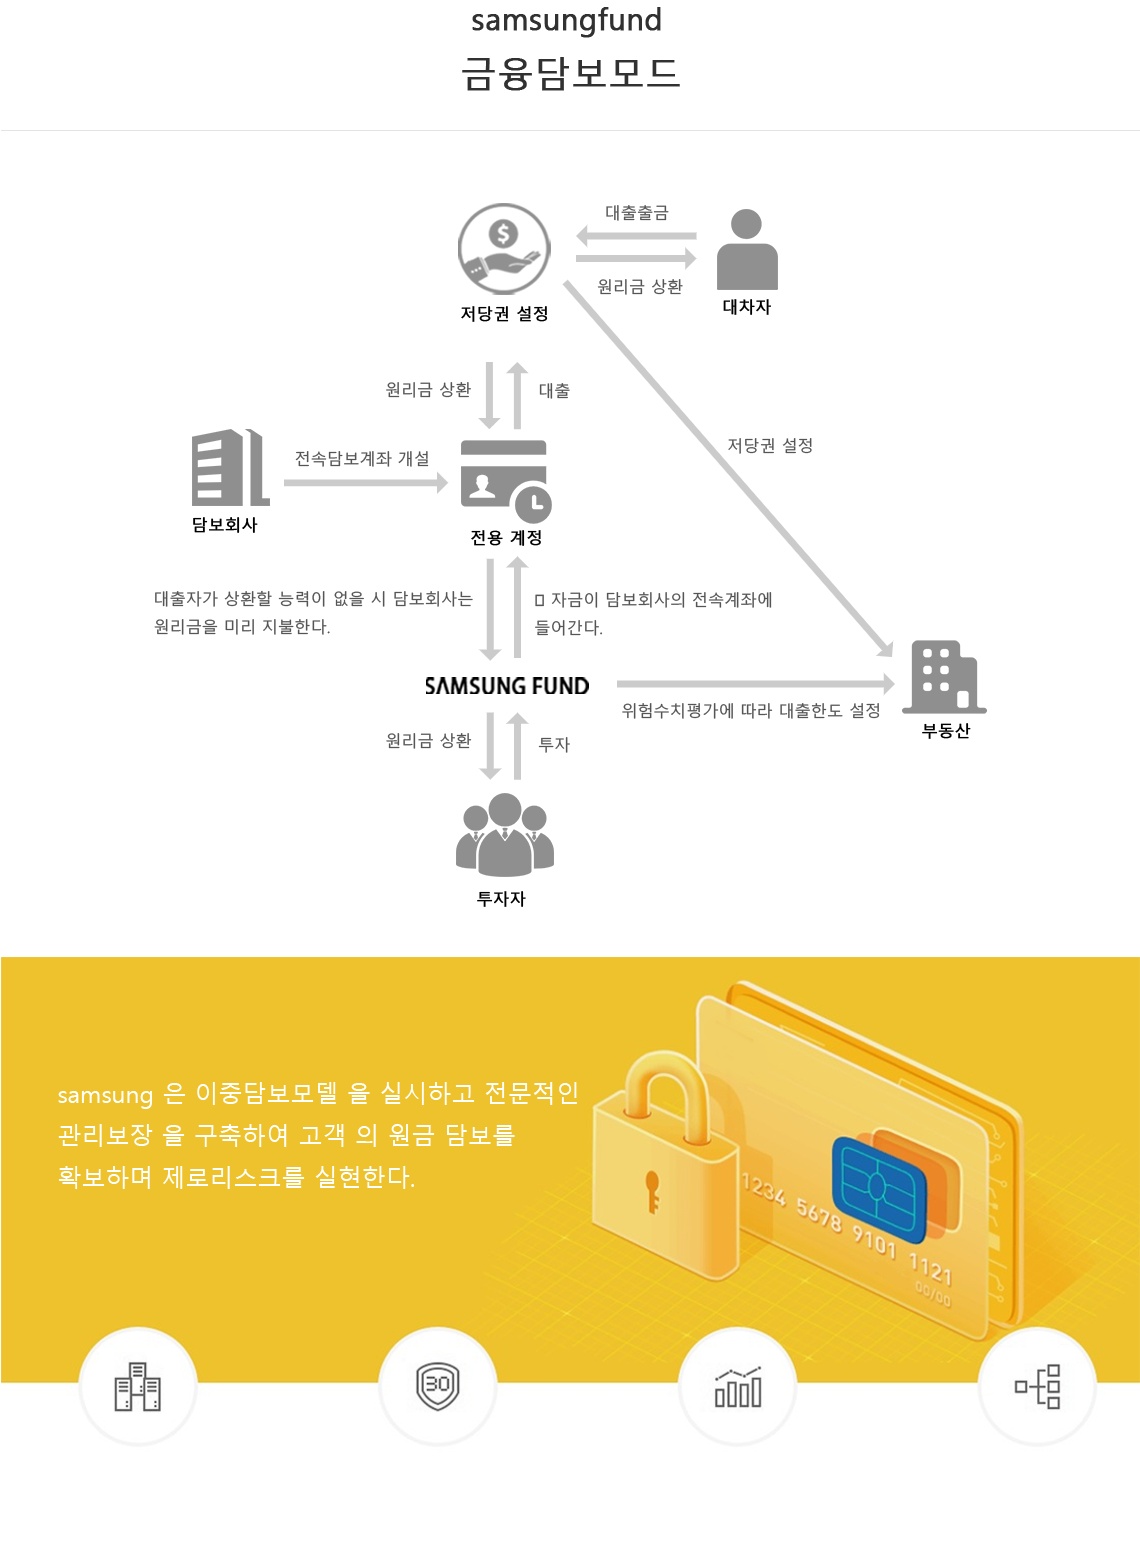 samsungfund
금융담보모드
대출출금
원리금 상환
저당권 설정
대차자
원리금 상환
대출
저당권 설정
전속담보계좌 개설
담보회사
전용 계정
대출자가 상환할 능력이 없을 시 담보회사는
원리금을 미리 지불한다.
자금이 담보회사의 전속계좌에
들어간다.
SAMSUNG FUND
위험수치평가에 따라 대출한도 설정
부동산
원리금 상환
투자
투자자
samsung 은 이중담보모델 을 실시하고 전문적인
관리보장 을 구축하여 고객 의 원금 담보를
확보하며 제로리스크를 실현한다.
1234 5678 9101 1121
00/00
30